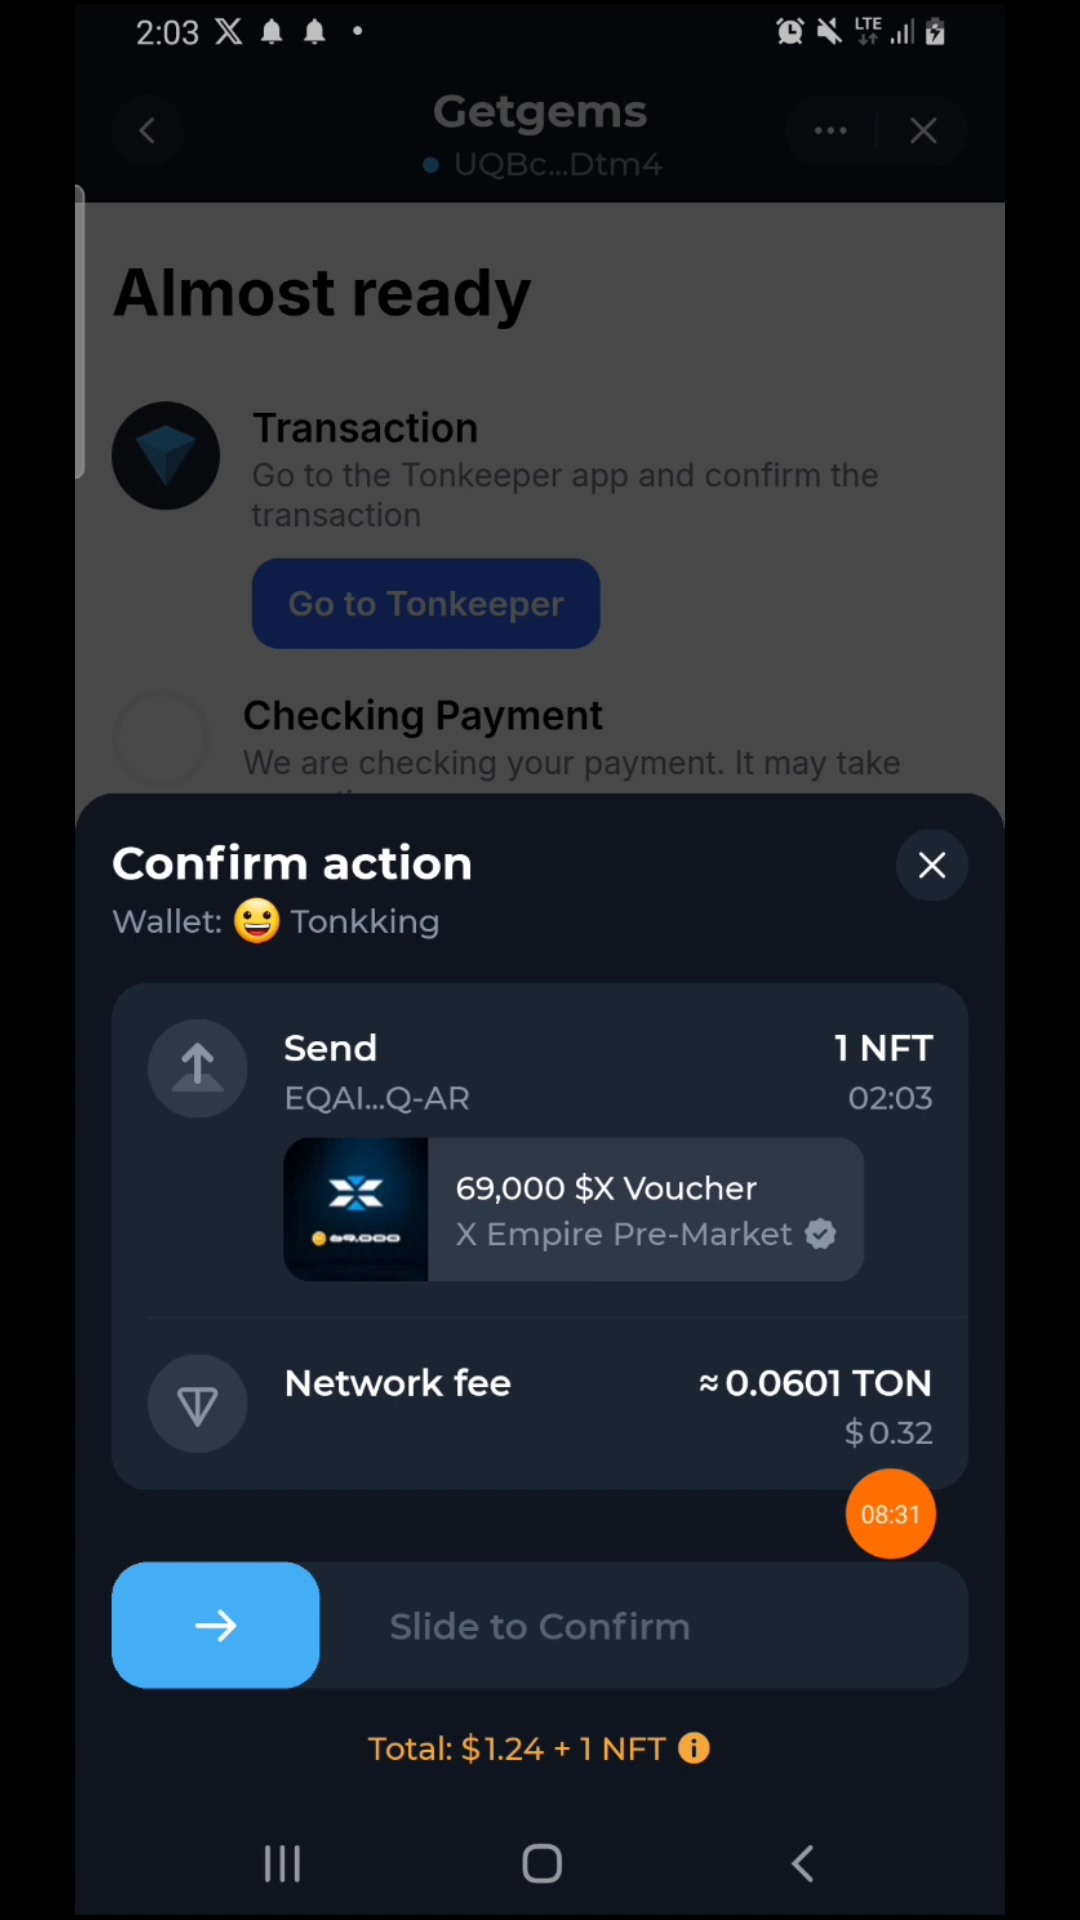 2:03
LTE
Getgems
UQBc...Dtm4
Almost ready
Transaction
Go to the Tonkeeper app and confirm the
transaction
Go to Tonkeeper
Checking Payment
We are checking your payment. It may take
Confirm action
Wallet: 😀 Tonkking
Send 1 NFT
EQAI...Q-AR 02:03
69,000 $X Voucher
X Empire Pre-Market
69.000
Network fee ≈ 0.0601 TON
$ 0.32
08:31
Slide to Confirm
Total: $1.24 + 1 NFT